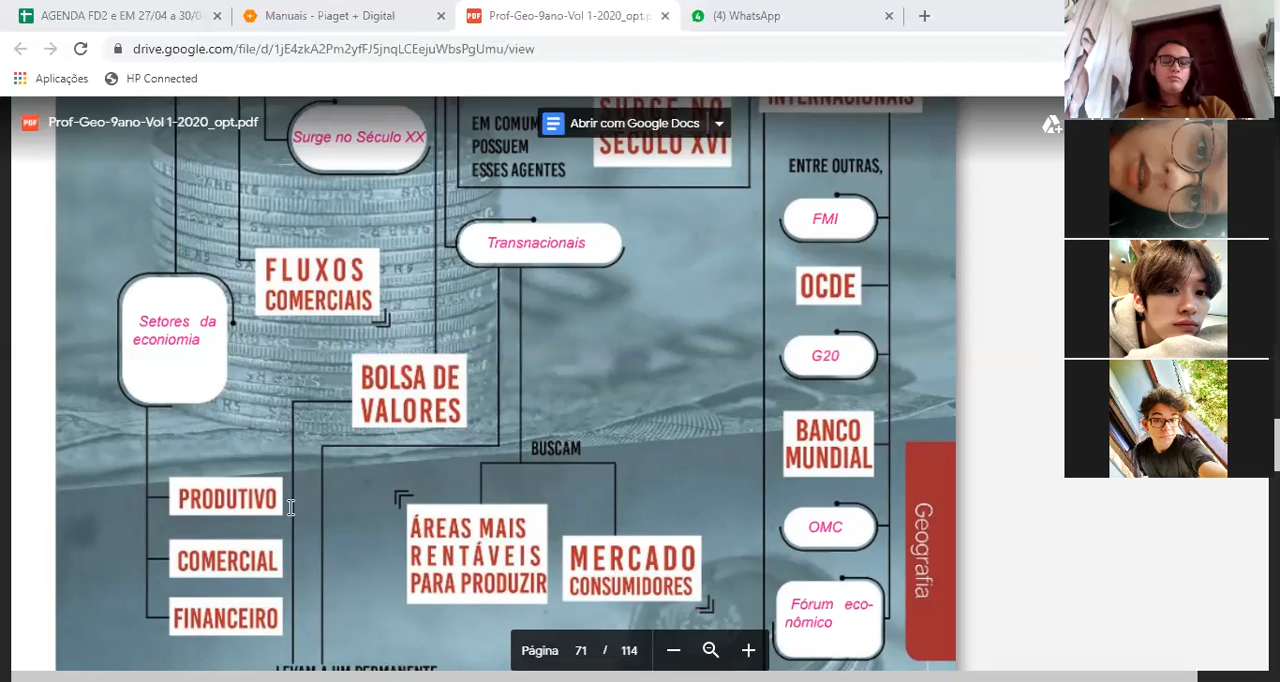 AGENDA FD2 e EM 27/04 a 30/0
Manuais - Piaget + Digital
Prof-Geo-9ano-Vol 1-2020_opt.p
(4) WhatsApp
drive.google.com/file/d/1jE4zkA2Pm2yfFJ5jnqLCEejuWbsPgUmu/view
Aplicações
HP Connected
Prof-Geo-9ano-Vol 1-2020_opt.pdf
Abrir com Google Docs
Surge no Século XX
EM COMUM
POSSUEM
ESSES AGENTES
SURGE NO
SÉCULO XVI
INTERNACIONAIS
ENTRE OUTRAS,
FMI
Transnacionais
FLUXOS
COMERCIAIS
OCDE
Setores da
econiomia
G20
BOLSA DE
VALORES
BANCO
MUNDIAL
BUSCAM
PRODUTIVO
ÁREAS MAIS
RENTÁVEIS
PARA PRODUZIR
MERCADO
CONSUMIDORES
OMC
COMERCIAL
FINANCEIRO
Fórum eco-
nômico
Geografia
LEVAM A UM PERMANENTE
Página 71 / 114